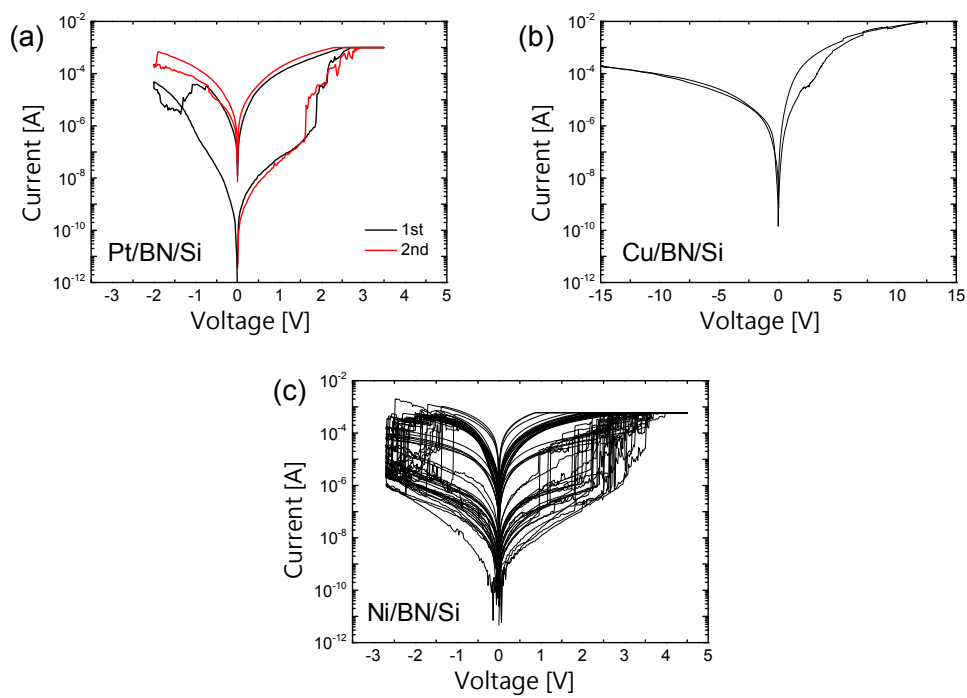 (a)
10⁻²
10⁻⁴
10⁻⁶
10⁻⁸
10⁻¹⁰
10⁻¹²
Current [A]
Pt/BN/Si
1st
2nd
-3 -2 -1 0 1 2 3 4 5
Voltage [V]
(b)
10⁻²
10⁻⁴
10⁻⁶
10⁻⁸
10⁻¹⁰
10⁻¹²
Current [A]
Cu/BN/Si
-15 -10 -5 0 5 10 15
Voltage [V]
(c)
10⁻²
10⁻⁴
10⁻⁶
10⁻⁸
10⁻¹⁰
10⁻¹²
Current [A]
Ni/BN/Si
-3 -2 -1 0 1 2 3 4 5
Voltage [V]